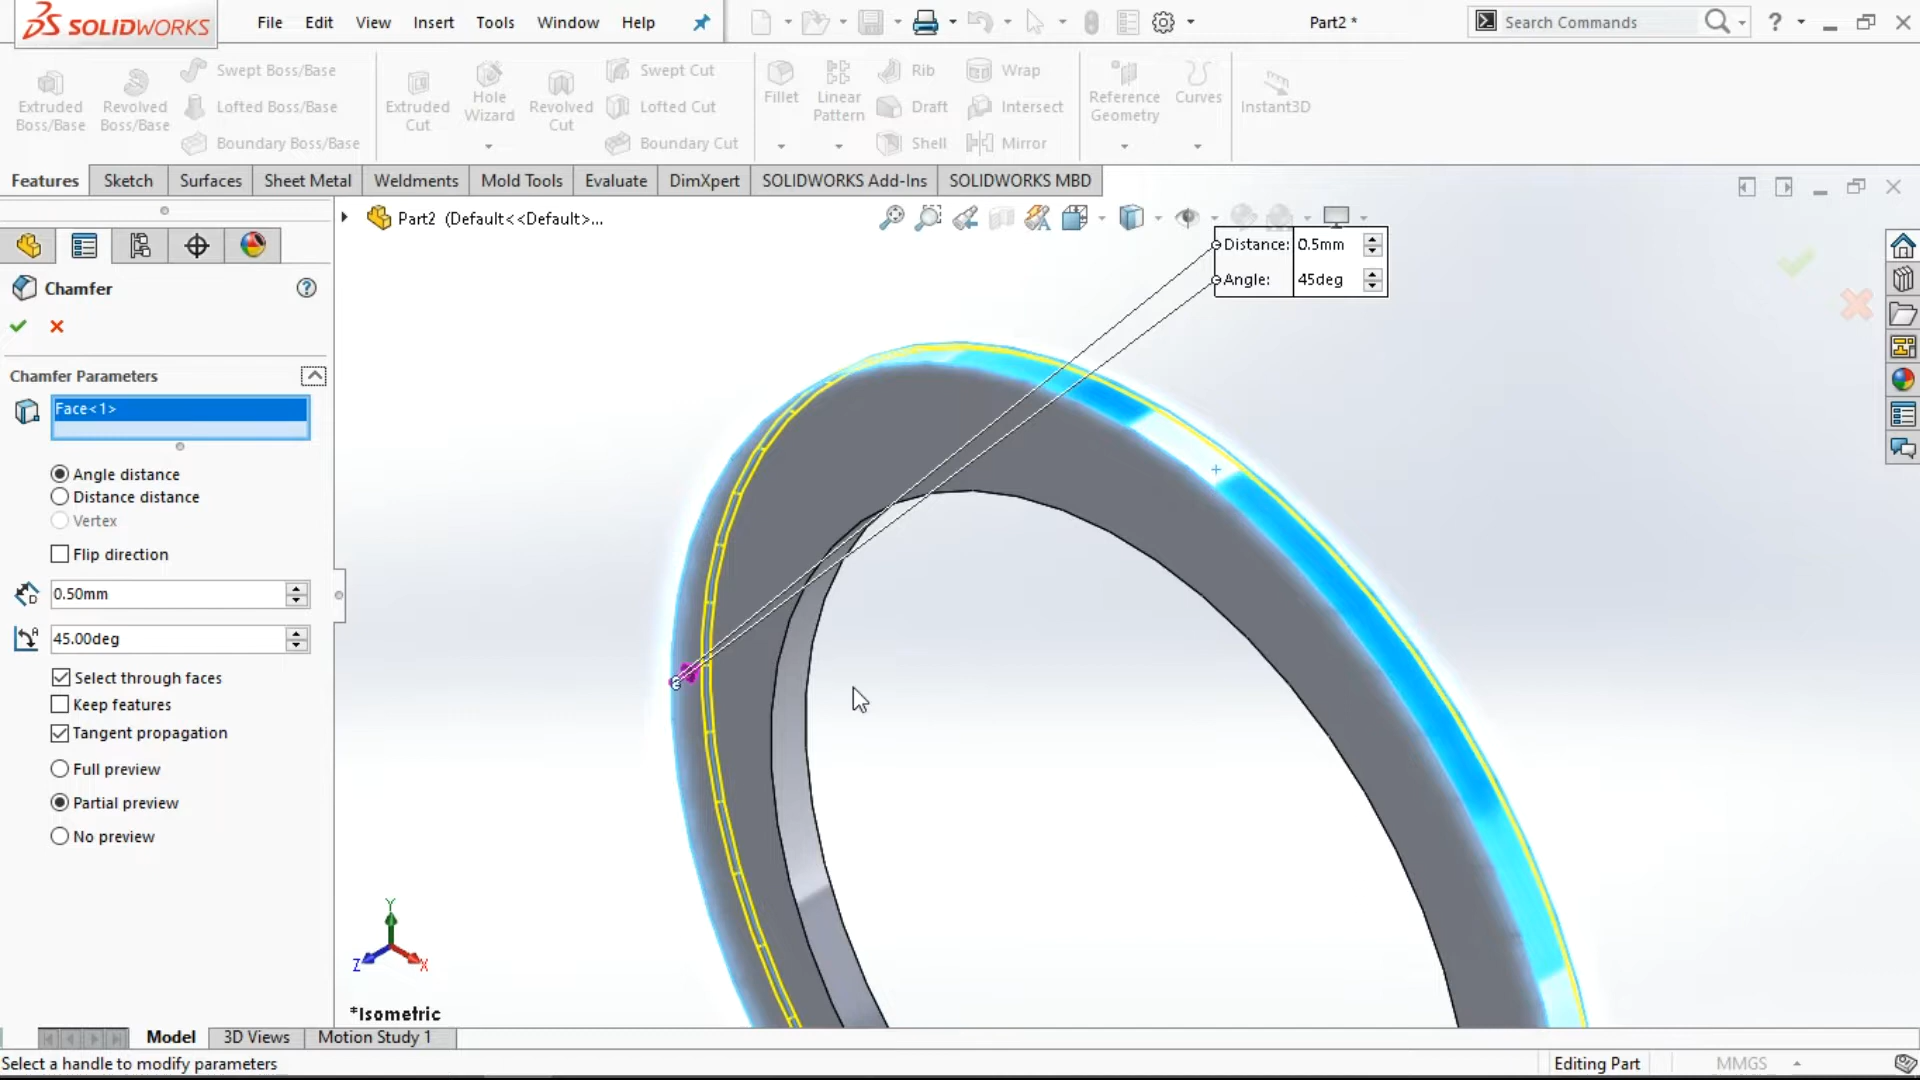 SOLIDWORKS File Edit View Insert Tools Window Help Part2 * Search Commands ?
Extruded Boss/Base
Revolved Boss/Base
Swept Boss/Base
Lofted Boss/Base
Boundary Boss/Base
Extruded Cut
Hole Wizard
Revolved Cut
Swept Cut
Lofted Cut
Boundary Cut
Fillet
Linear Pattern
Rib
Draft
Shell
Wrap
Intersect
Mirror
Reference Geometry
Curves
Instant3D
Features Sketch Surfaces Sheet Metal Weldments Mold Tools Evaluate DimXpert SOLIDWORKS Add-Ins SOLIDWORKS MBD
Part2 (Default<<Default>...
Distance: 0.5mm
Angle: 45deg
Chamfer
Chamfer Parameters
Face<1>
Angle distance
Distance distance
Vertex
Flip direction
0.50mm
45.00deg
Select through faces
Keep features
Tangent propagation
Full preview
Partial preview
No preview
Y
Z X
*Isometric
Model 3D Views Motion Study 1
Select a handle to modify parameters Editing Part MMGS